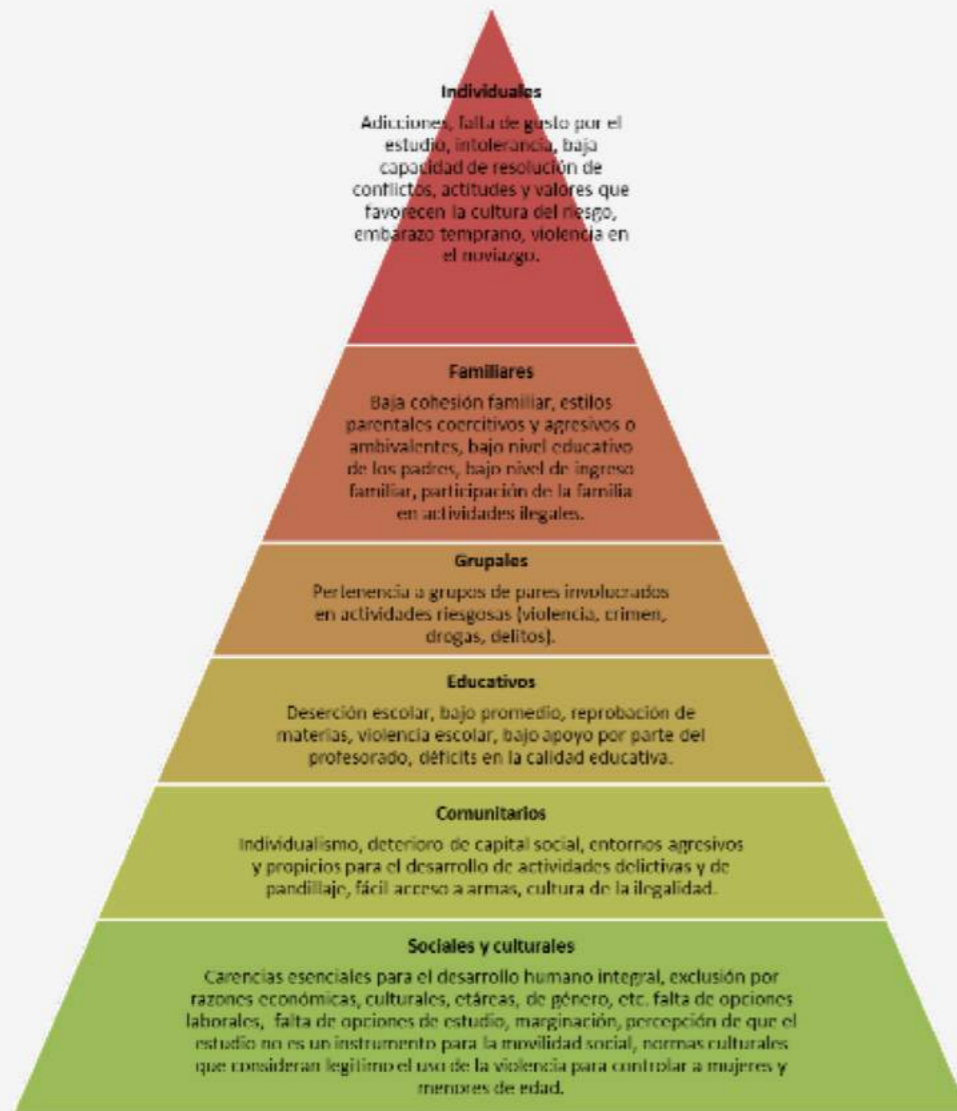 Individuales
Adicciones, falta de gusto por el
estudio, intolerancia, baja
capacidad de resolución de
conflictos, actitudes y valores que
favorecen la cultura del riesgo,
embarazo temprano, violencia en
el noviazgo.
Familiares
Baja cohesión familiar, estilos
parentales coercitivos y agresivos o
ambivalentes, bajo nivel educativo
de los padres, bajo nivel de ingreso
familiar, participación de la familia
en actividades ilegales.
Grupales
Pertenencia a grupos de pares involucrados
en actividades riesgosas (violencia, crimen,
drogas, delitos).
Educativos
Deserción escolar, bajo promedio, reprobación de
materias, violencia escolar, bajo apoyo por parte del
profesorado, déficits en la calidad educativa.
Comunitarios
Individualismo, deterioro de capital social, entornos agresivos
y propicios para el desarrollo de actividades delictivas y de
pandillaje, fácil acceso a armas, cultura de la ilegalidad.
Sociales y culturales
Carencias esenciales para el desarrollo humano integral, exclusión por
razones económicas, culturales, etáreas, de género, etc. falta de opciones
laborales, falta de opciones de estudio, marginación, percepción de que el
estudio no es un instrumento para la movilidad social, normas culturales
que consideran legitimo el uso de la violencia para controlar a mujeres y
menores de edad.